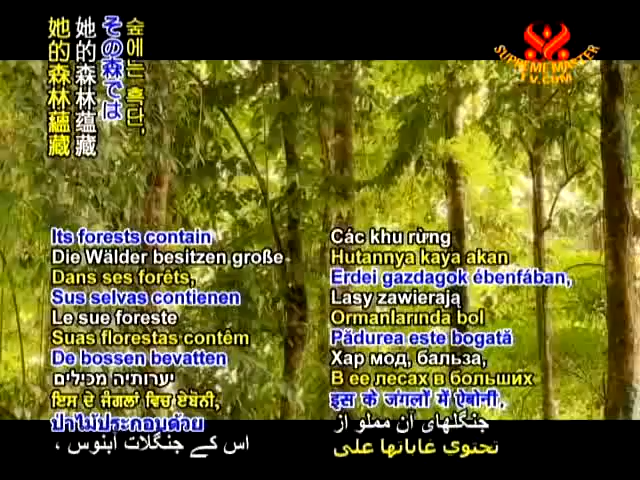 숲에는 흑단,
その森では
她的森林蕴藏
她的森林蘊藏
SUPREME MASTER
TV.COM
Its forests contain
Die Wälder besitzen große
Dans ses forêts,
Sus selvas contienen
Le sue foreste
Suas florestas contêm
De bossen bevatten
יערותיה מכילים
ਇਸ ਦੇ ਜੰਗਲਾਂ ਵਿਚ ਏਬੋਨੀ,
ป่าไม้ประกอบด้วย
اس کے جنگلات آبنوس ،
Các khu rừng
Hutannya kaya akan
Erdei gazdagok ébenfában,
Lasy zawierają
Ormanlarında bol
Pădurea este bogată
Хар мод, бальза,
В ее лесах в больших
इस के जंगलों में ऐबोनी,
جنگلهای آن مملو از
تحتوي غاباتها على